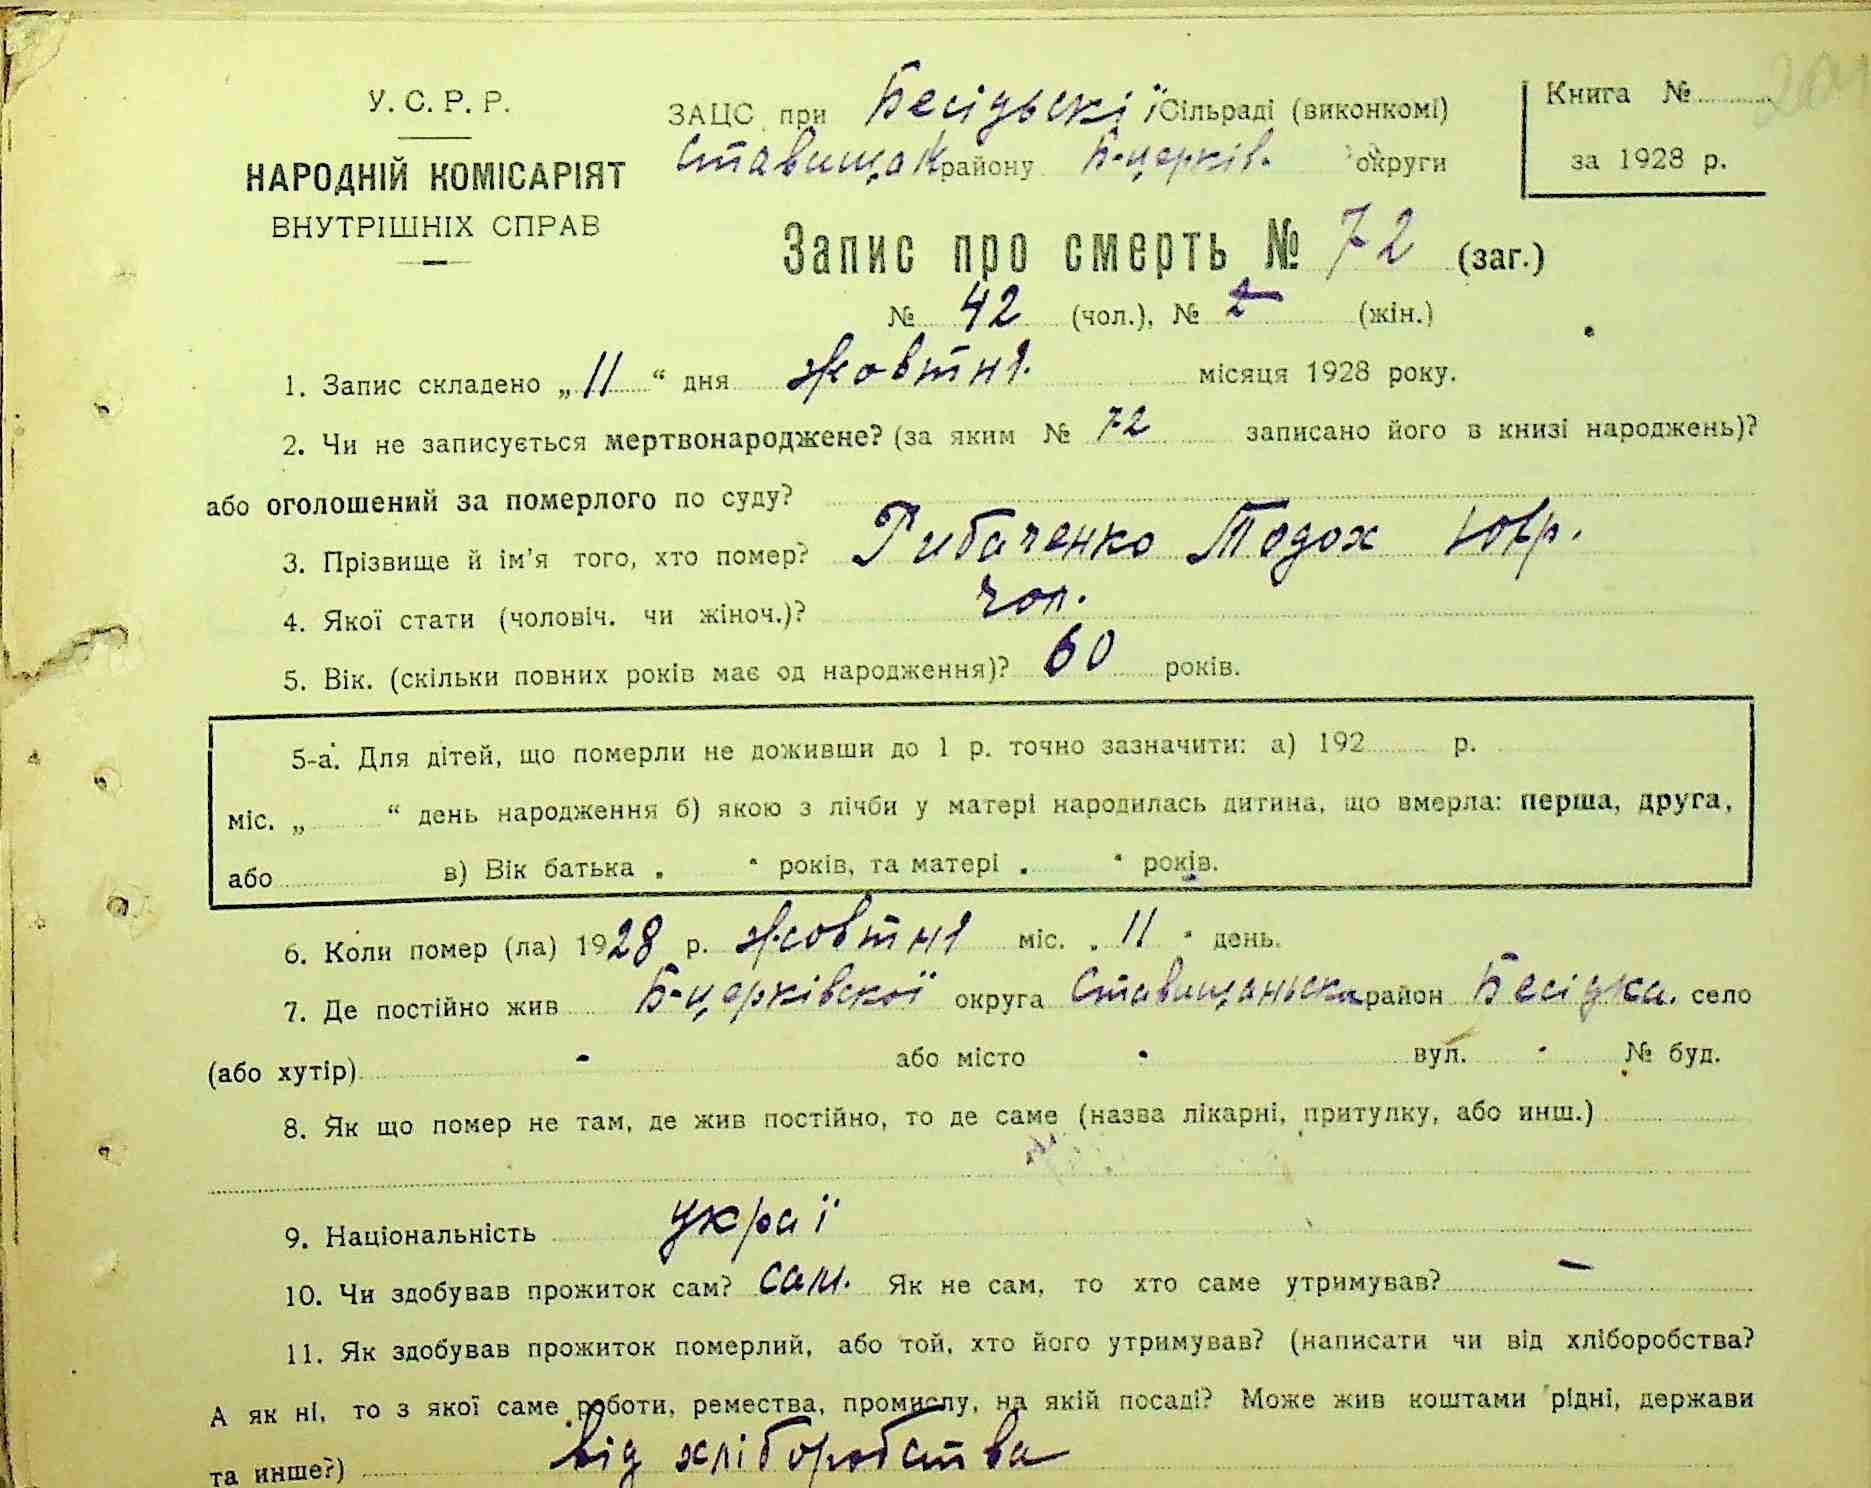 У. С. Р. Р.
НАРОДНІЙ КОМІСАРІЯТ
ВНУТРІШНІХ СПРАВ
ЗАЦС при Бесідьскі ї Сільраді (виконкомі)
Ставищак району Б-церків. округи
Книга № 201
за 1928 р.
Запис про смерть № 72 (заг.)
№ 42 (чол.), № (жін.)
1. Запис складено „ 11 “ дня жовтня. місяця 1928 року.
2. Чи не записується мертвонароджене? (за яким № 72 записано його в книзі народжень)?
або оголошений за померлого по суду?
3. Прізвище й ім'я того, хто помер? Рибаченко Тодох Юхр.
4. Якої стати (чоловіч. чи жіноч.)? чол.
5. Вік. (скільки повних років має од народження)? 60 років.
5-а. Для дітей, що померли не доживши до 1 р. точно зазначити: а) 192 р.
міс. „ “ день народження б) якою з лічби у матері народилась дитина, що вмерла: перша, друга,
або в) Вік батька „ “ років, та матері „ “ років.
6. Коли помер (ла) 1928 р. жовтня міс. „ 11 “ день.
7. Де постійно жив Б-церківскої округа Ставищаньска район Бесідка. село
(або хутір) - або місто - вул. - № буд.
8. Як що помер не там, де жив постійно, то де саме (назва лікарні, притулку, або инш.)
9. Національність украї
10. Чи здобував прожиток сам? сам. Як не сам, то хто саме утримував? —
11. Як здобував прожиток померлий, або той, хто його утримував? (написати чи від хліборобства?
А як ні, то з якої саме роботи, ремества, промислу, на якій посаді? Може жив коштами рідні, держави
та инше?) від хліборобства